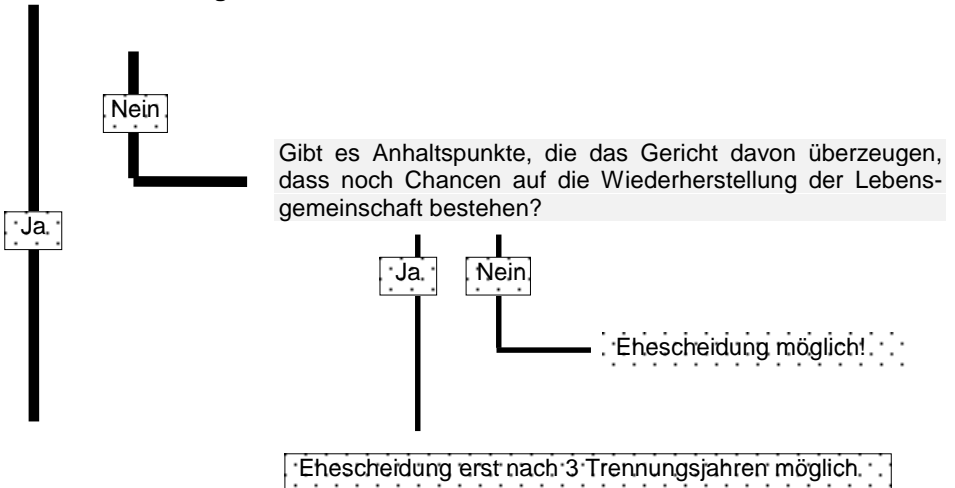 Nein
Gibt es Anhaltspunkte, die das Gericht davon überzeugen,
dass noch Chancen auf die Wiederherstellung der Lebens-
gemeinschaft bestehen?
Ja
Ja
Nein
Ehescheidung möglich!
Ehescheidung erst nach 3 Trennungsjahren möglich